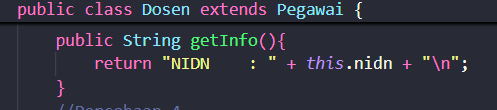 public class Dosen extends Pegawai {
public String getInfo(){
return "NIDN    : " + this.nidn + "\n";
}